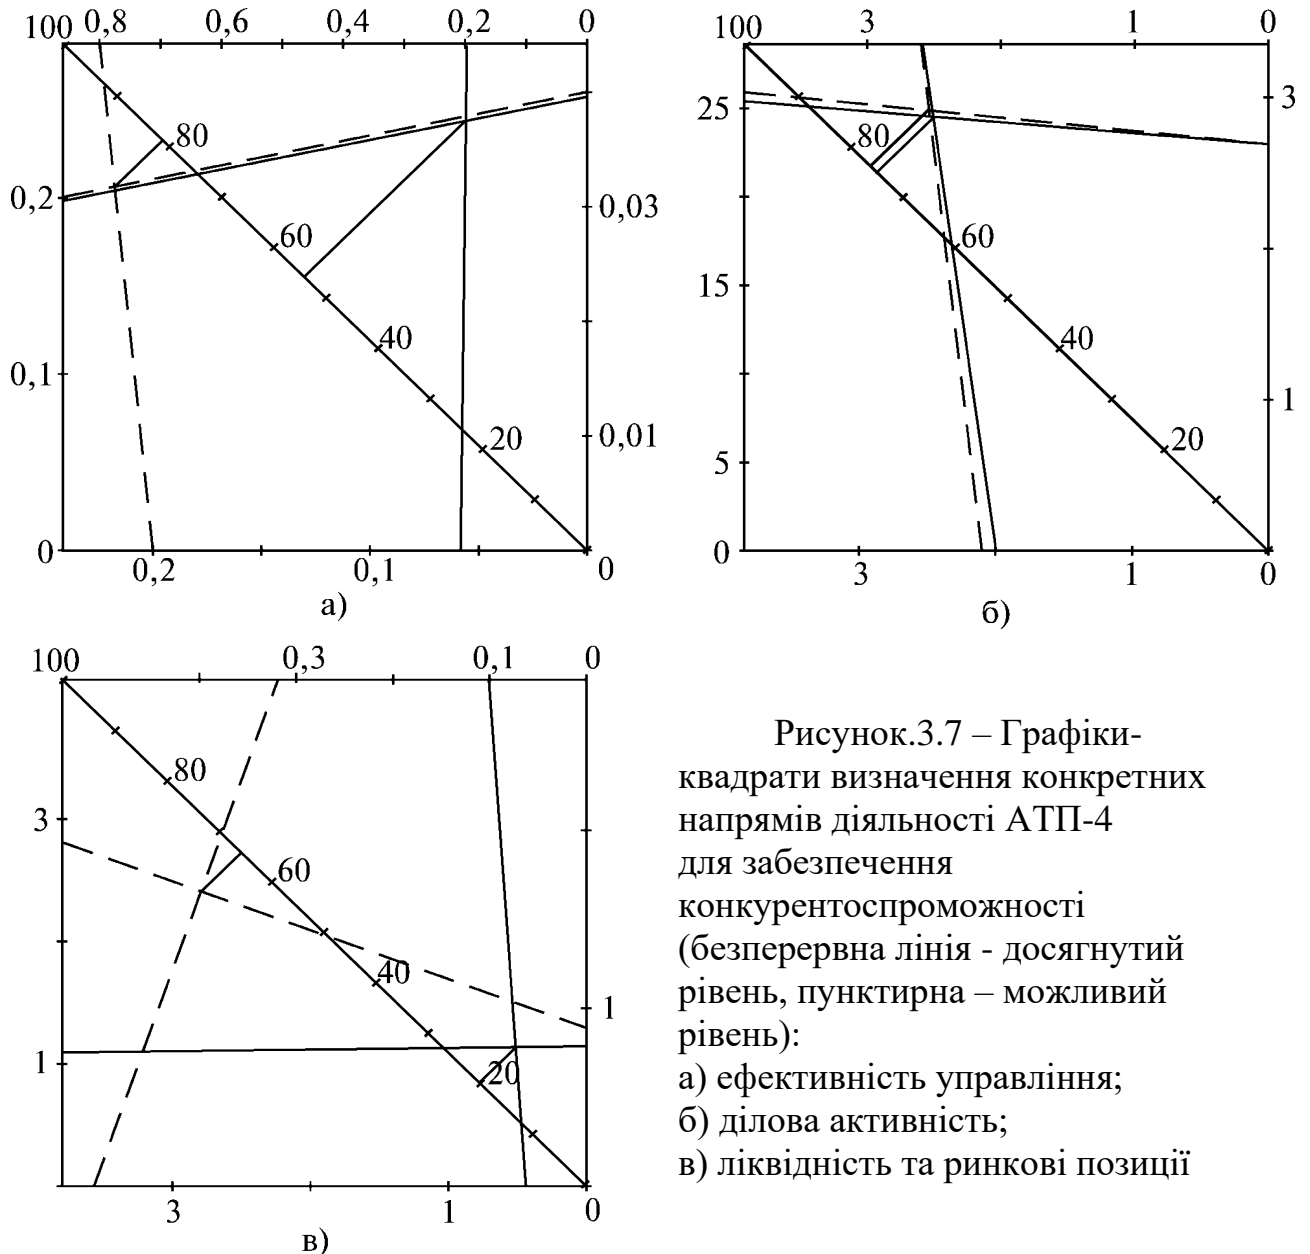 100 0,8 0,6 0,4 0,2 0
80
0,2
0,03
60
40
0,1
20
0,01
0
0,2 0,1 0
а)
100 3 1 0
25
3
80
60
15
40
1
20
5
0
3 1 0
б)
100 0,3 0,1 0
80
3
60
40
1
1
20
3 1 0
в)
Рисунок.3.7 – Графіки-
квадрати визначення конкретних
напрямів діяльності АТП-4
для забезпечення
конкурентоспроможності
(безперервна лінія - досягнутий
рівень, пунктирна – можливий
рівень):
а) ефективність управління;
б) ділова активність;
в) ліквідність та ринкові позиції